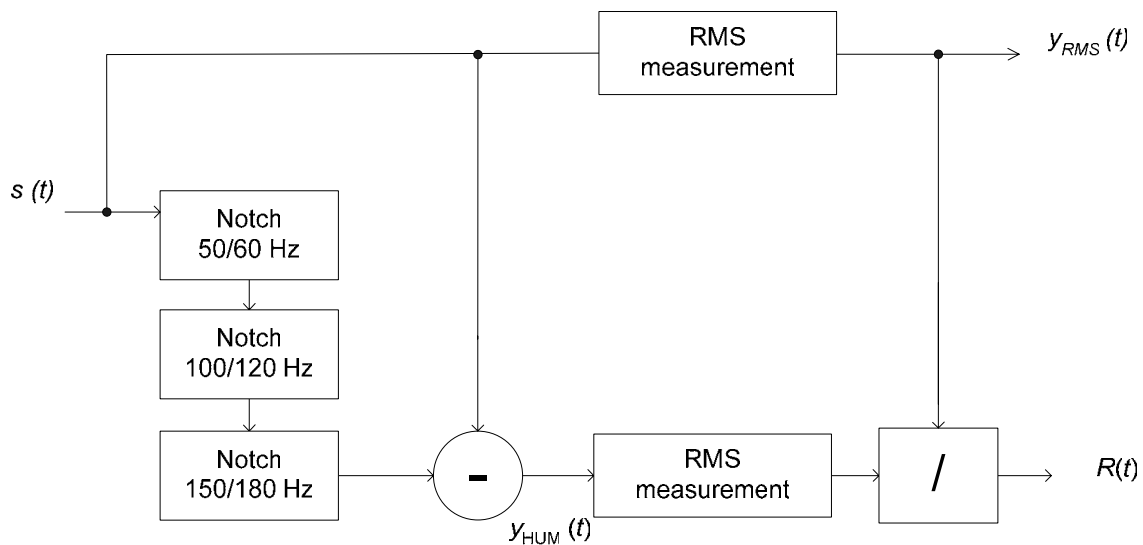 RMS
measurement
y_RMS (t)
s (t)
Notch
50/60 Hz
Notch
100/120 Hz
Notch
150/180 Hz
-
y_HUM (t)
RMS
measurement
/
R(t)